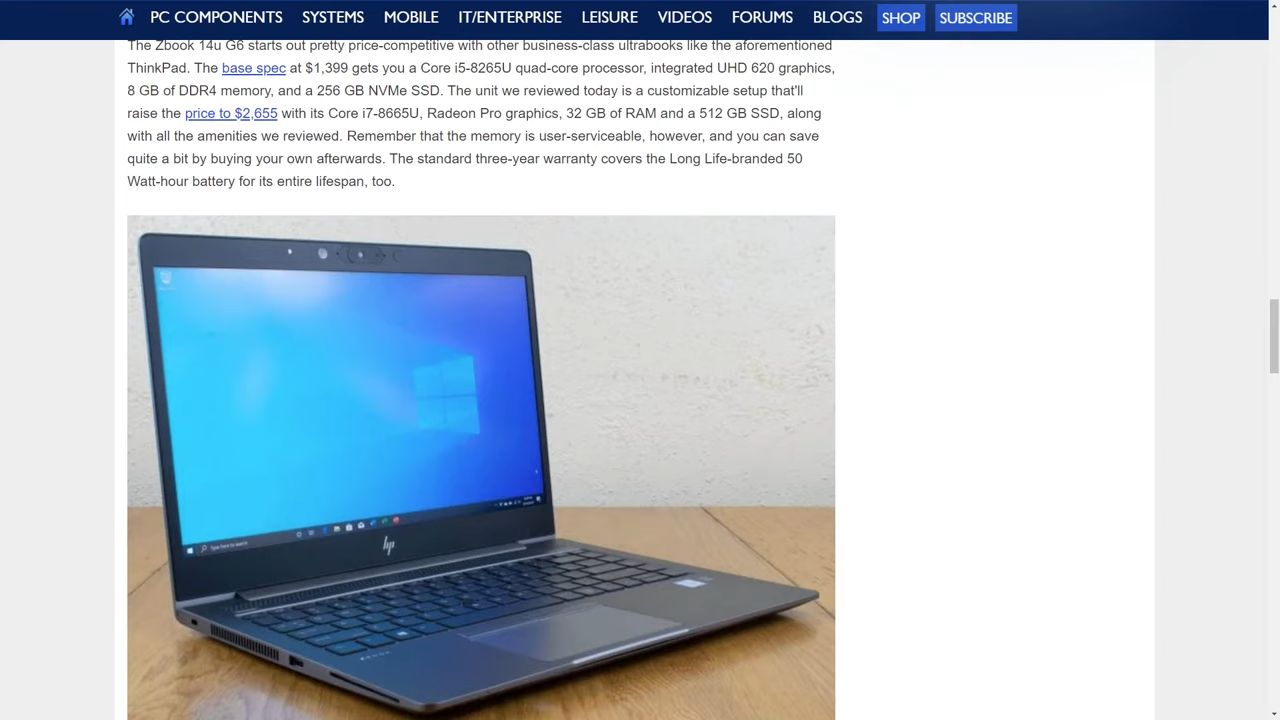 PC COMPONENTS SYSTEMS MOBILE IT/ENTERPRISE LEISURE VIDEOS FORUMS BLOGS SHOP SUBSCRIBE
The Zbook 14u G6 starts out pretty price-competitive with other business-class ultrabooks like the aforementioned
ThinkPad. The base spec at $1,399 gets you a Core i5-8265U quad-core processor, integrated UHD 620 graphics,
8 GB of DDR4 memory, and a 256 GB NVMe SSD. The unit we reviewed today is a customizable setup that'll
raise the price to $2,655 with its Core i7-8665U, Radeon Pro graphics, 32 GB of RAM and a 512 GB SSD, along
with all the amenities we reviewed. Remember that the memory is user-serviceable, however, and you can save
quite a bit by buying your own afterwards. The standard three-year warranty covers the Long Life-branded 50
Watt-hour battery for its entire lifespan, too.
Type here to search
hp